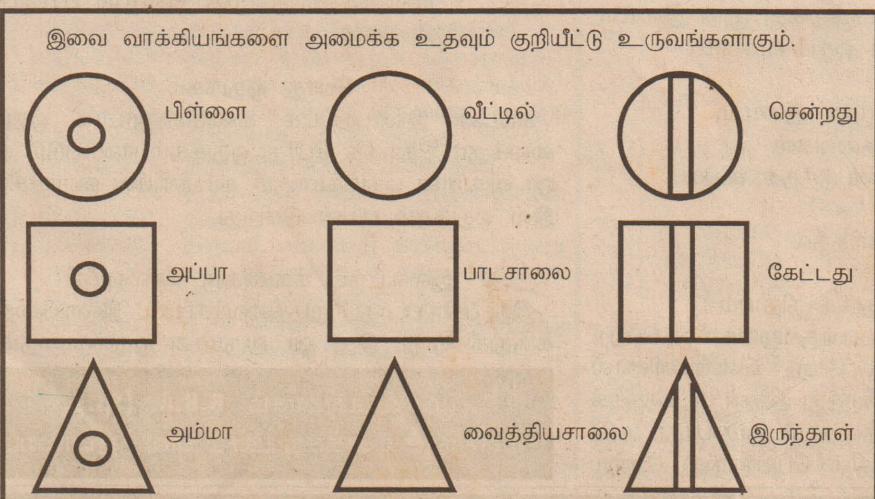 இவை வாக்கியங்களை அமைக்க உதவும் குறியீட்டு உருவங்களாகும்.
பிள்ளை வீட்டில் சென்றது
அப்பா பாடசாலை கேட்டது
அம்மா வைத்தியசாலை இருந்தாள்